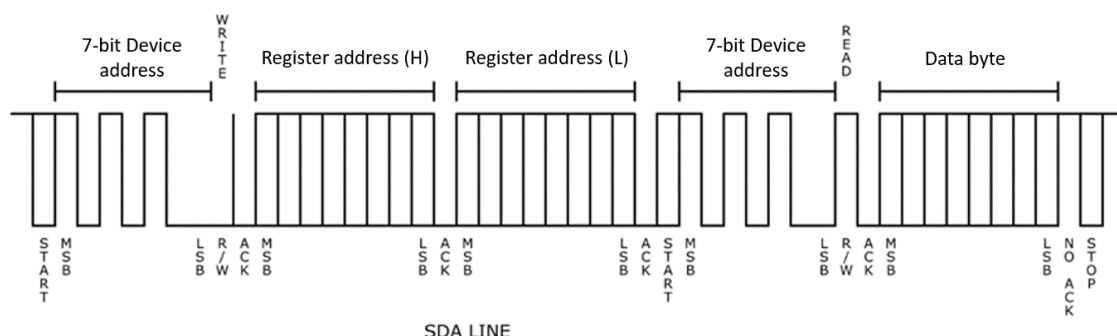 WRITE
READ
7-bit Device
address
Register address (H)
Register address (L)
7-bit Device
address
Data byte
START
MSB
LSB
R/W
ACK
MSB
LSB
ACK
MSB
LSB
ACK
START
MSB
LSB
R/W
ACK
MSB
LSB
NO ACK
STOP
SDA LINE